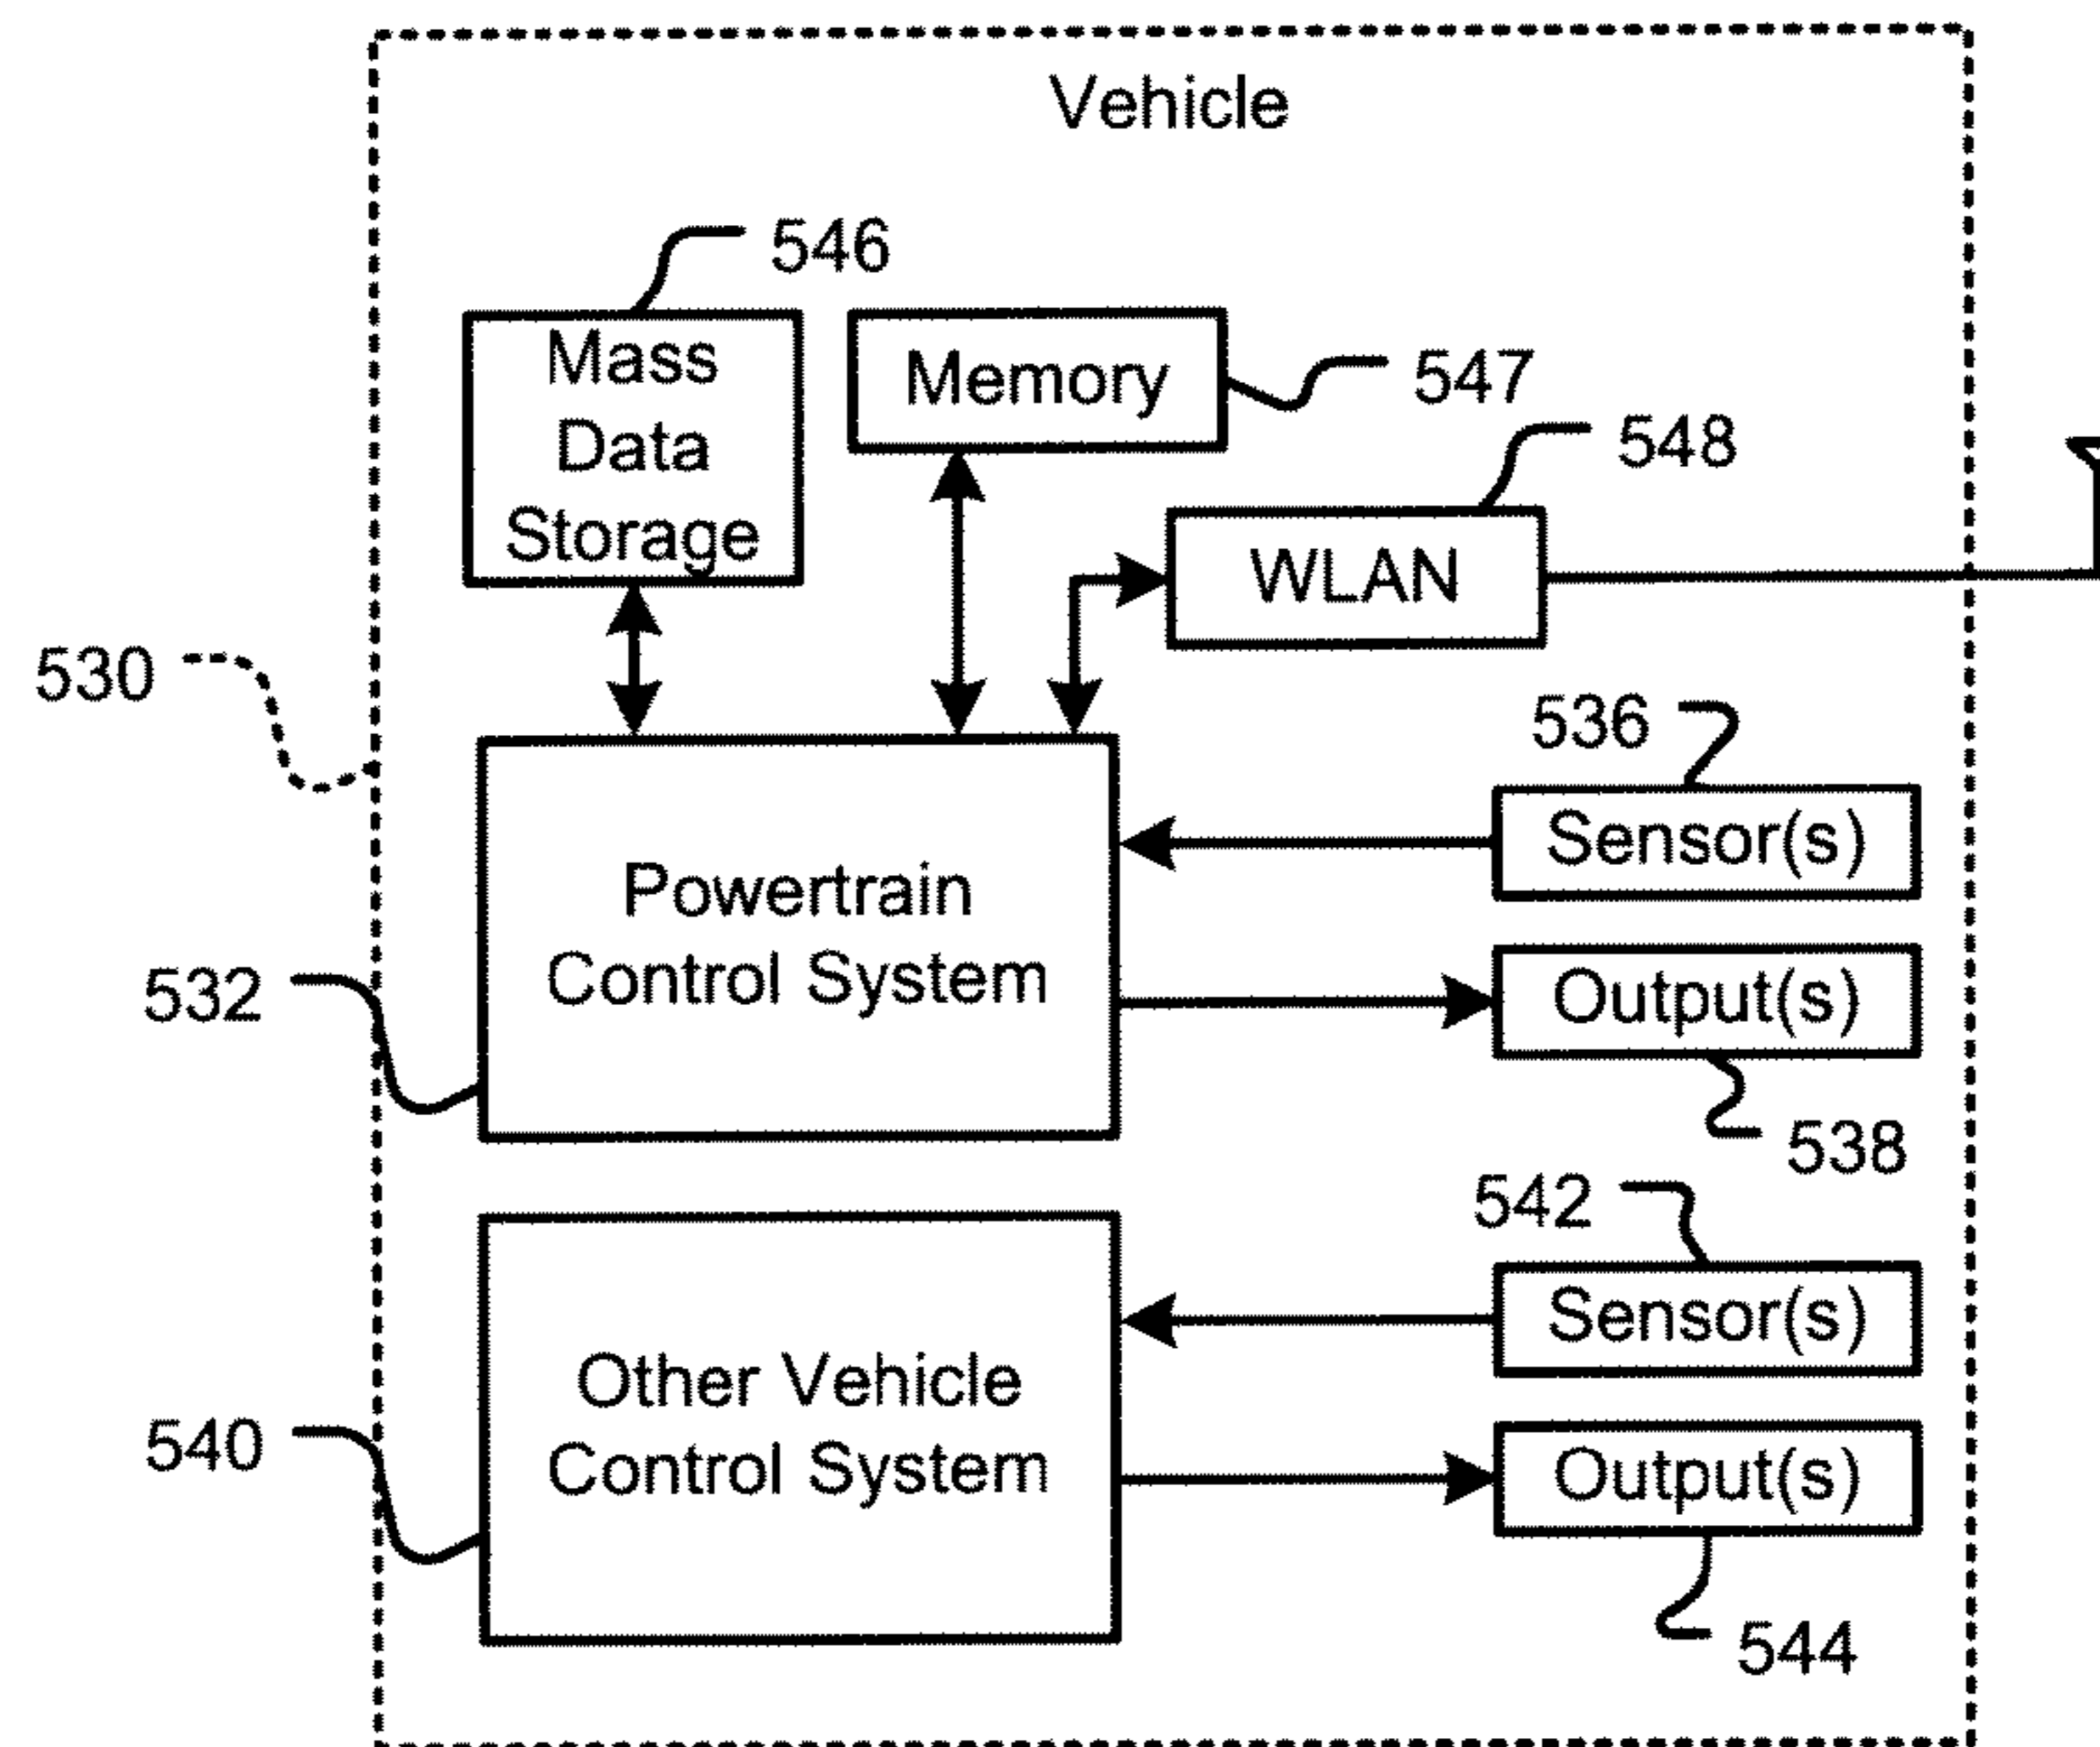 Vehicle
546
Mass
Data
Storage
Memory
547
548
WLAN
530
536
Sensor(s)
Powertrain
Control System
532
Output(s)
538
542
Sensor(s)
Other Vehicle
Control System
540
Output(s)
544